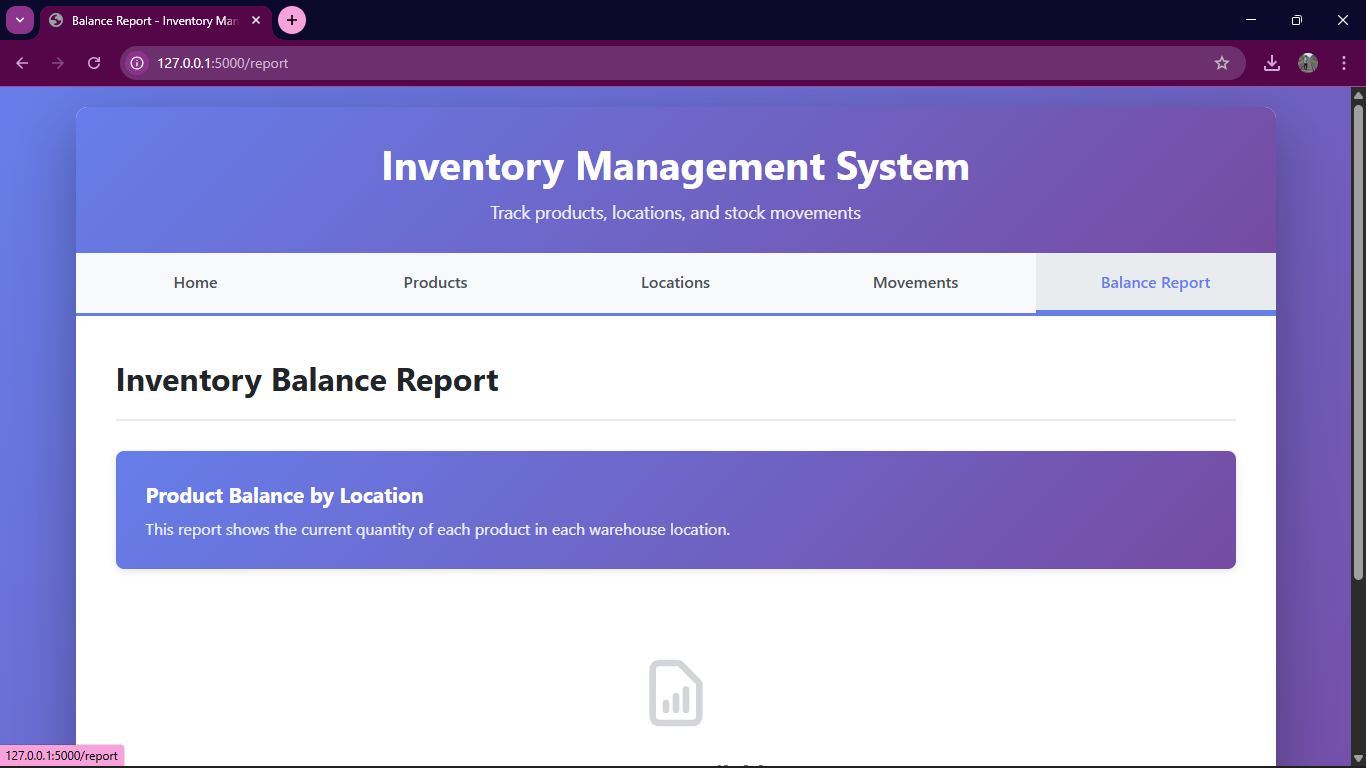 Balance Report - Inventory Man
127.0.0.1:5000/report
Inventory Management System
Track products, locations, and stock movements
Home
Products
Locations
Movements
Balance Report
Inventory Balance Report
Product Balance by Location
This report shows the current quantity of each product in each warehouse location.
127.0.0.1:5000/report